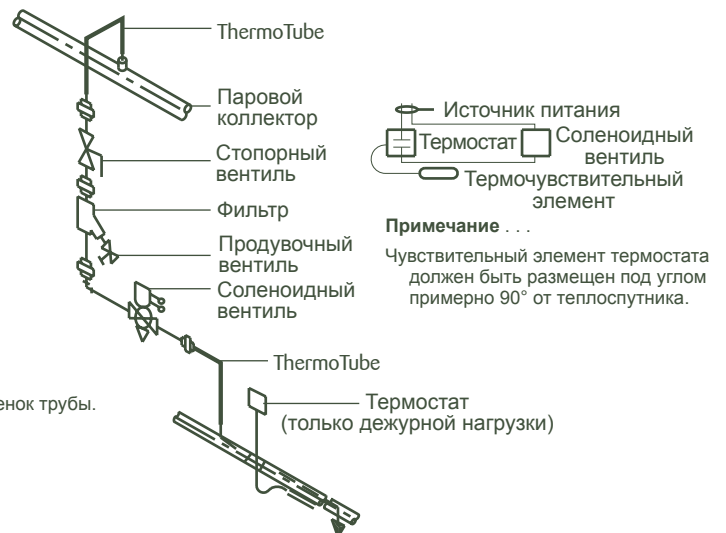 ThermoTube
Паровой
коллектор
Стопорный
вентиль
Фильтр
Продувочный
вентиль
Соленоидный
вентиль
ThermoTube
Термостат
(только дежурной нагрузки)
енок трубы.
Источник питания
Термостат
Соленоидный
вентиль
Термочувствительный
элемент
Примечание . . .
Чувствительный элемент термостата
должен быть размещен под углом
примерно 90° от теплоспутника.